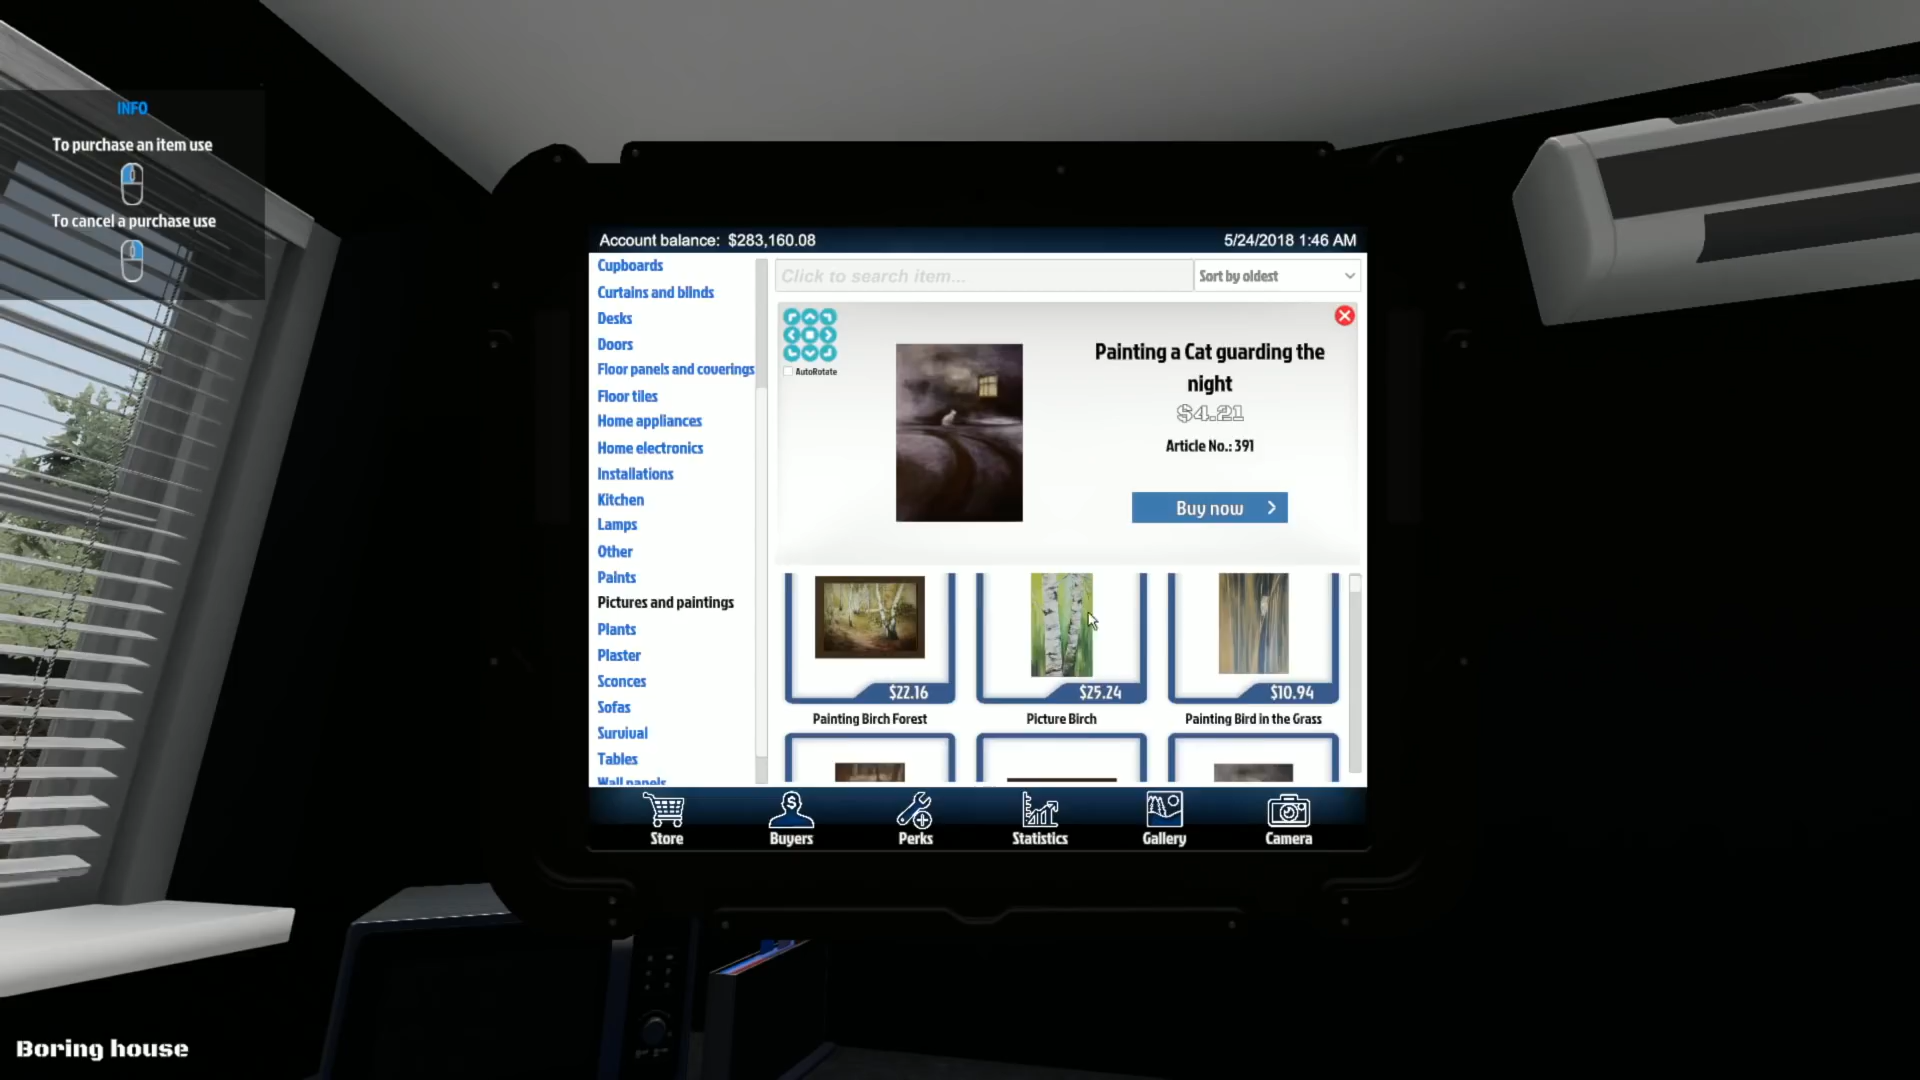 INFO
To purchase an item use
To cancel a purchase use
Account balance: $283,160.08
5/24/2018 1:46 AM
Cupboards
Curtains and blinds
Desks
Doors
Floor panels and coverings
Floor tiles
Home appliances
Home electronics
Installations
Kitchen
Lamps
Other
Paints
Pictures and paintings
Plants
Plaster
Sconces
Sofas
Survival
Tables
Wall panels
Click to search item...
Sort by oldest
AutoRotate
Painting a Cat guarding the
night
$4.21
Article No.: 391
Buy now
$22.16
$25.24
$10.94
Painting Birch Forest
Picture Birch
Painting Bird in the Grass
Store
Buyers
Perks
Statistics
Gallery
Camera
Boring house